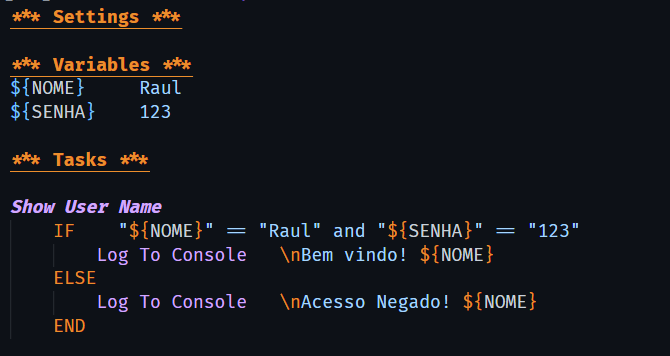 *** Settings ***
*** Variables ***
${NOME}     Raul
${SENHA}    123
*** Tasks ***
Show User Name
    IF    "${NOME}" == "Raul" and "${SENHA}" == "123"
        Log To Console   \nBem vindo! ${NOME}
    ELSE
        Log To Console   \nAcesso Negado! ${NOME}
    END